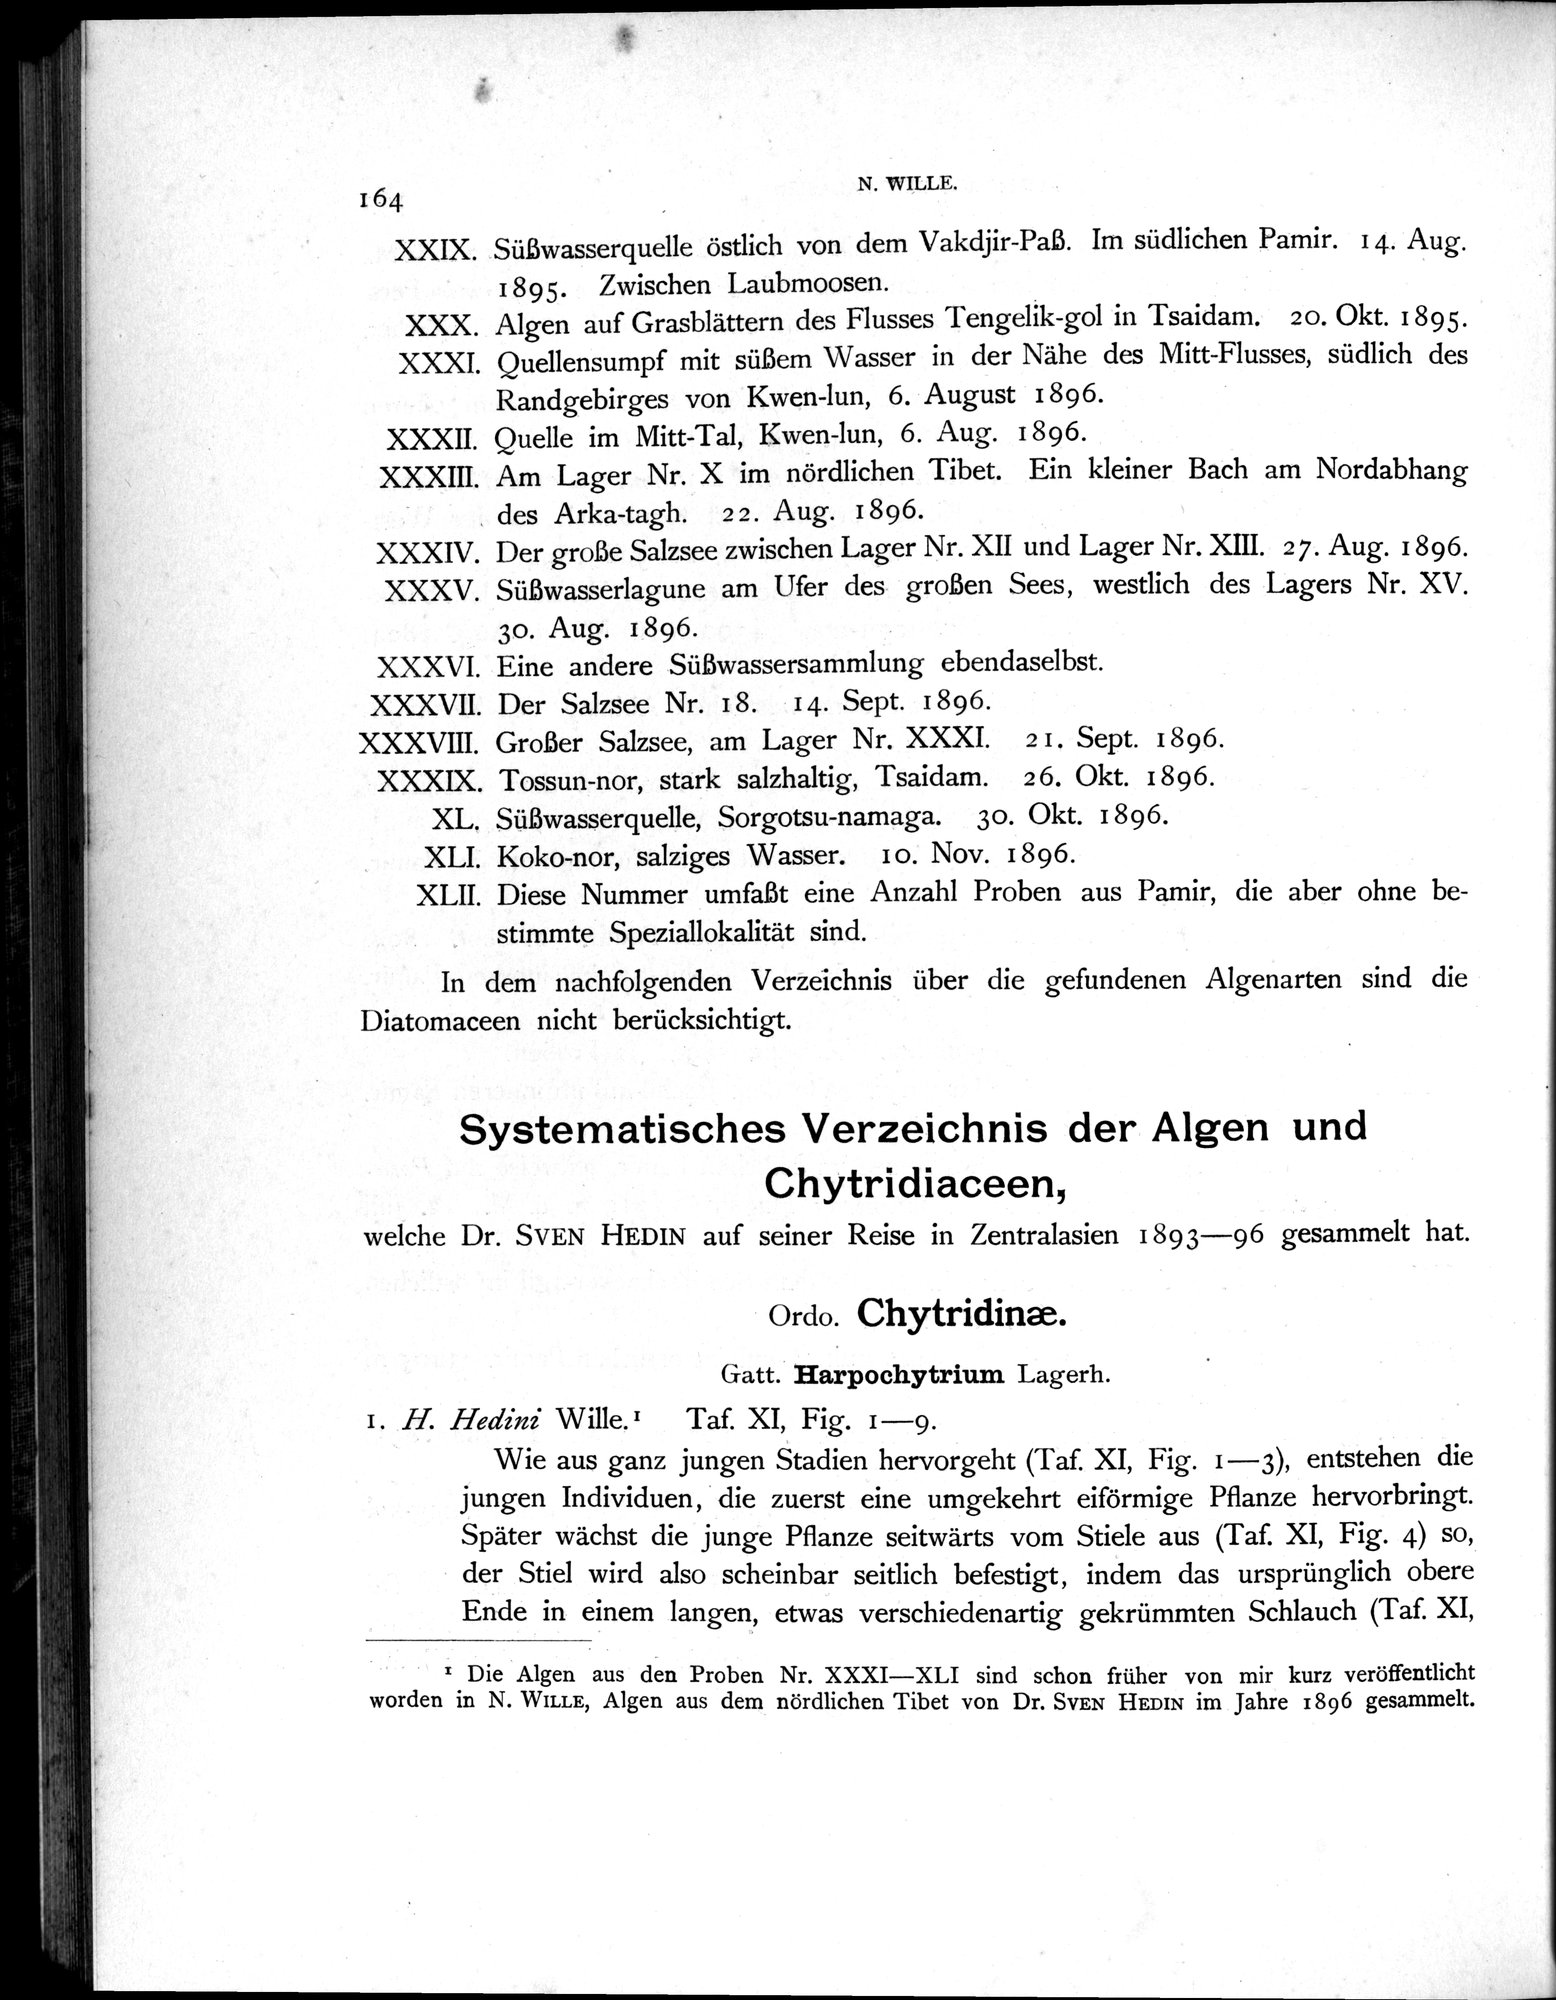 164
N. WILLE.
XXIX. Süßwasserquelle östlich von dem Vakdjir-Paß. Im südlichen Pamir. 14. Aug.
1895. Zwischen Laubmoosen.
XXX. Algen auf Grasblättern des Flusses Tengelik-gol in Tsaidam. 20. Okt. 1895.
XXXI. Quellensumpf mit süßem Wasser in der Nähe des Mitt-Flusses, südlich des
Randgebirges von Kwen-lun, 6. August 1896.
XXXII. Quelle im Mitt-Tal, Kwen-lun, 6. Aug. 1896.
XXXIII. Am Lager Nr. X im nördlichen Tibet. Ein kleiner Bach am Nordabhang
des Arka-tagh. 22. Aug. 1896.
XXXIV. Der große Salzsee zwischen Lager Nr. XII und Lager Nr. XIII. 27. Aug. 1896.
XXXV. Süßwasserlagune am Ufer des großen Sees, westlich des Lagers Nr. XV.
30. Aug. 1896.
XXXVI. Eine andere Süßwassersammlung ebendaselbst.
XXXVII. Der Salzsee Nr. 18. 14. Sept. 1896.
XXXVIII. Großer Salzsee, am Lager Nr. XXXI. 21. Sept. 1896.
XXXIX. Tossun-nor, stark salzhaltig, Tsaidam. 26. Okt. 1896.
XL. Süßwasserquelle, Sorgotsu-namaga. 30. Okt. 1896.
XLI. Koko-nor, salziges Wasser. 10. Nov. 1896.
XLII. Diese Nummer umfaßt eine Anzahl Proben aus Pamir, die aber ohne be-
stimmte Speziallokalität sind.
In dem nachfolgenden Verzeichnis über die gefundenen Algenarten sind die
Diatomaceen nicht berücksichtigt.
Systematisches Verzeichnis der Algen und
Chytridiaceen,
welche Dr. SVEN HEDIN auf seiner Reise in Zentralasien 1893—96 gesammelt hat.
Ordo. Chytridinæ.
Gatt. Harpochytrium Lagerh.
1. H. Hedini Wille.¹ Taf. XI, Fig. 1—9.
Wie aus ganz jungen Stadien hervorgeht (Taf. XI, Fig. 1—3), entstehen die
jungen Individuen, die zuerst eine umgekehrt eiförmige Pflanze hervorbringt.
Später wächst die junge Pflanze seitwärts vom Stiele aus (Taf. XI, Fig. 4) so,
der Stiel wird also scheinbar seitlich befestigt, indem das ursprünglich obere
Ende in einem langen, etwas verschiedenartig gekrümmten Schlauch (Taf. XI,
¹ Die Algen aus den Proben Nr. XXXI—XLI sind schon früher von mir kurz veröffentlicht
worden in N. WILLE, Algen aus dem nördlichen Tibet von Dr. SVEN HEDIN im Jahre 1896 gesammelt.